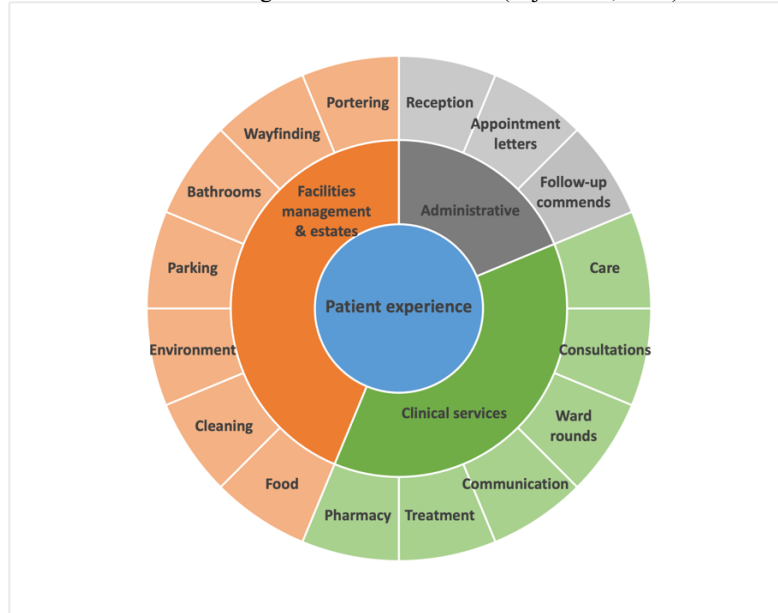 Portering
Reception
Appointment
letters
Wayfinding
Follow-up
commends
Bathrooms
Facilities
management
& estates
Administrative
Parking
Care
Patient experience
Environment
Consultations
Clinical services
Cleaning
Ward
rounds
Food
Communication
Pharmacy
Treatment